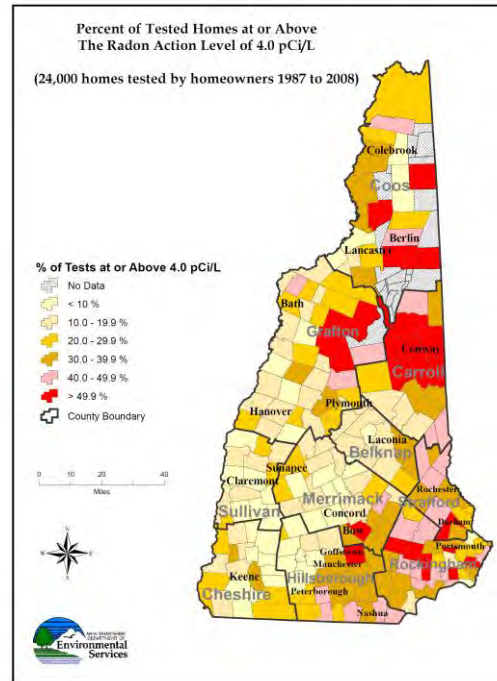 Percent of Tested Homes at or Above
The Radon Action Level of 4.0 pCi/L
(24,000 homes tested by homeowners 1987 to 2008)
Colebrook
Coos
Berlin
Lancaster
% of Tests at or Above 4.0 pCi/L
No Data
< 10 %
10.0 - 19.9 %
20.0 - 29.9 %
30.0 - 39.9 %
40.0 - 49.9 %
> 49.9 %
County Boundary
Bath
Grafton
Conway
Carroll
Plymouth
Hanover
Laconia
Belknap
Sunapee
Claremont
Sullivan
Merrimack
Concord
Rochester
Strafford
Durham
Bow
Portsmouth
Goffstown
Manchester
Rockingham
Keene
Cheshire
Hillsborough
Peterborough
Nashua
0 20 40
Miles
N
W
E
S
NEW HAMPSHIRE
DEPARTMENT OF
Environmental
Services